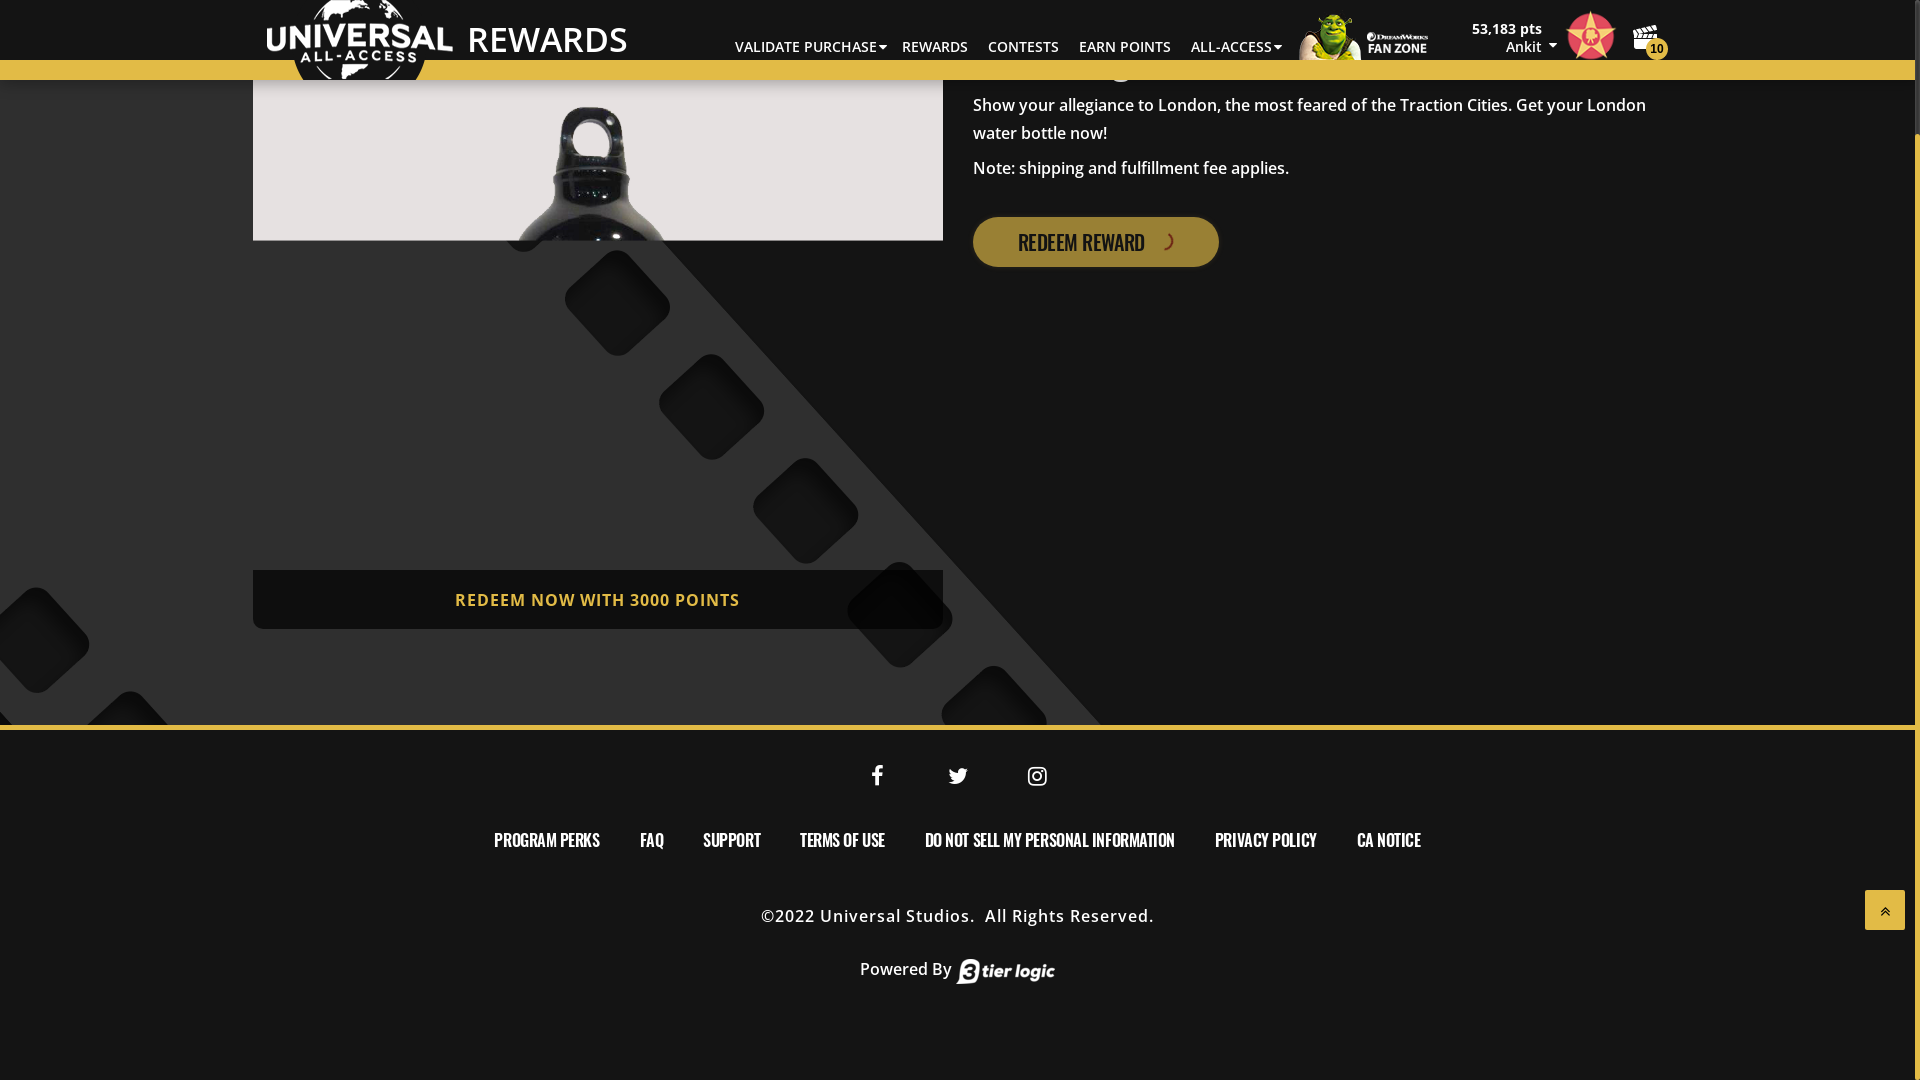 UNIVERSAL
ALL-ACCESS
REWARDS
VALIDATE PURCHASE
REWARDS
CONTESTS
EARN POINTS
ALL-ACCESS
DREAMWORKS
FAN ZONE
53,183 pts
Ankit
10
Show your allegiance to London, the most feared of the Traction Cities. Get your London
water bottle now!
Note: shipping and fulfillment fee applies.
REDEEM REWARD
REDEEM NOW WITH 3000 POINTS
PROGRAM PERKS
FAQ
SUPPORT
TERMS OF USE
DO NOT SELL MY PERSONAL INFORMATION
PRIVACY POLICY
CA NOTICE
©2022 Universal Studios.  All Rights Reserved.
Powered By 3 tier logic